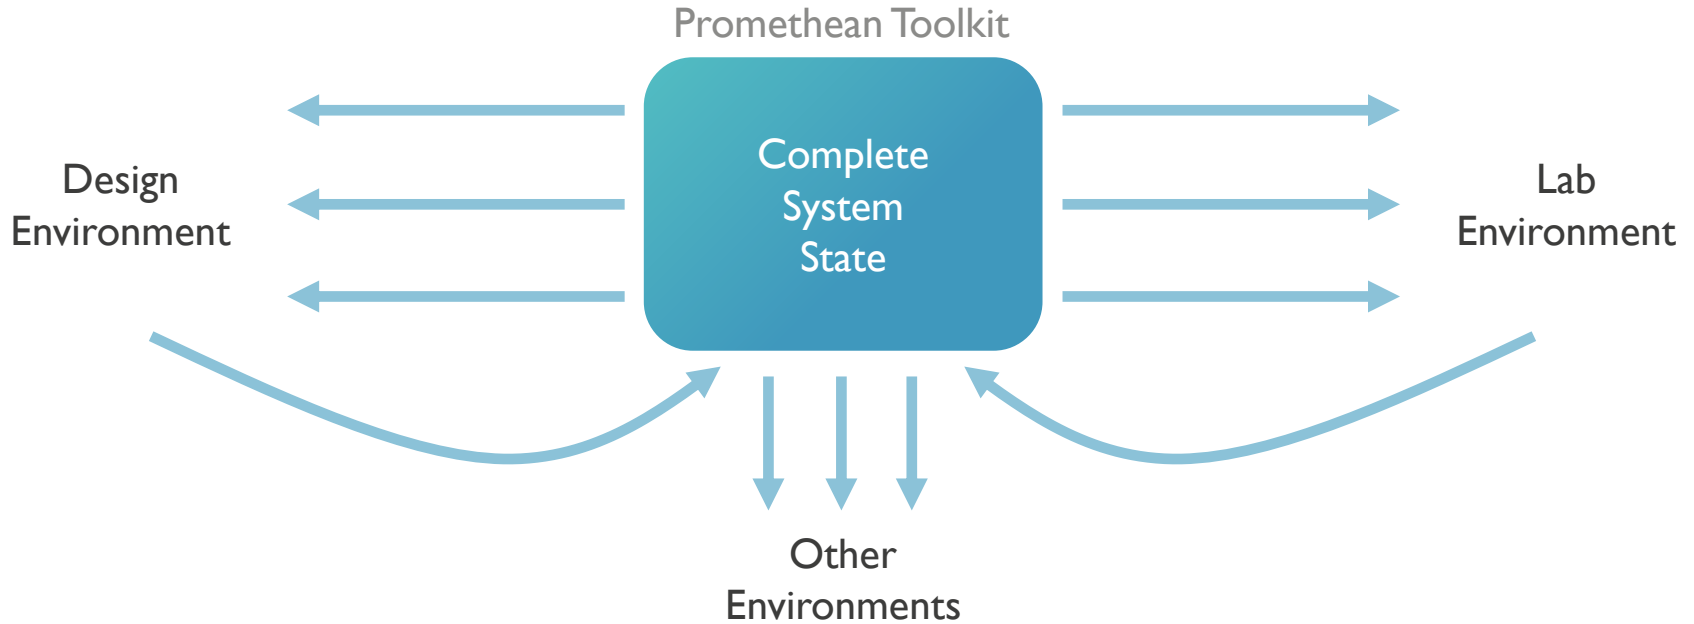 Promethean Toolkit
Complete
System
State
Design
Environment
Lab
Environment
Other
Environments